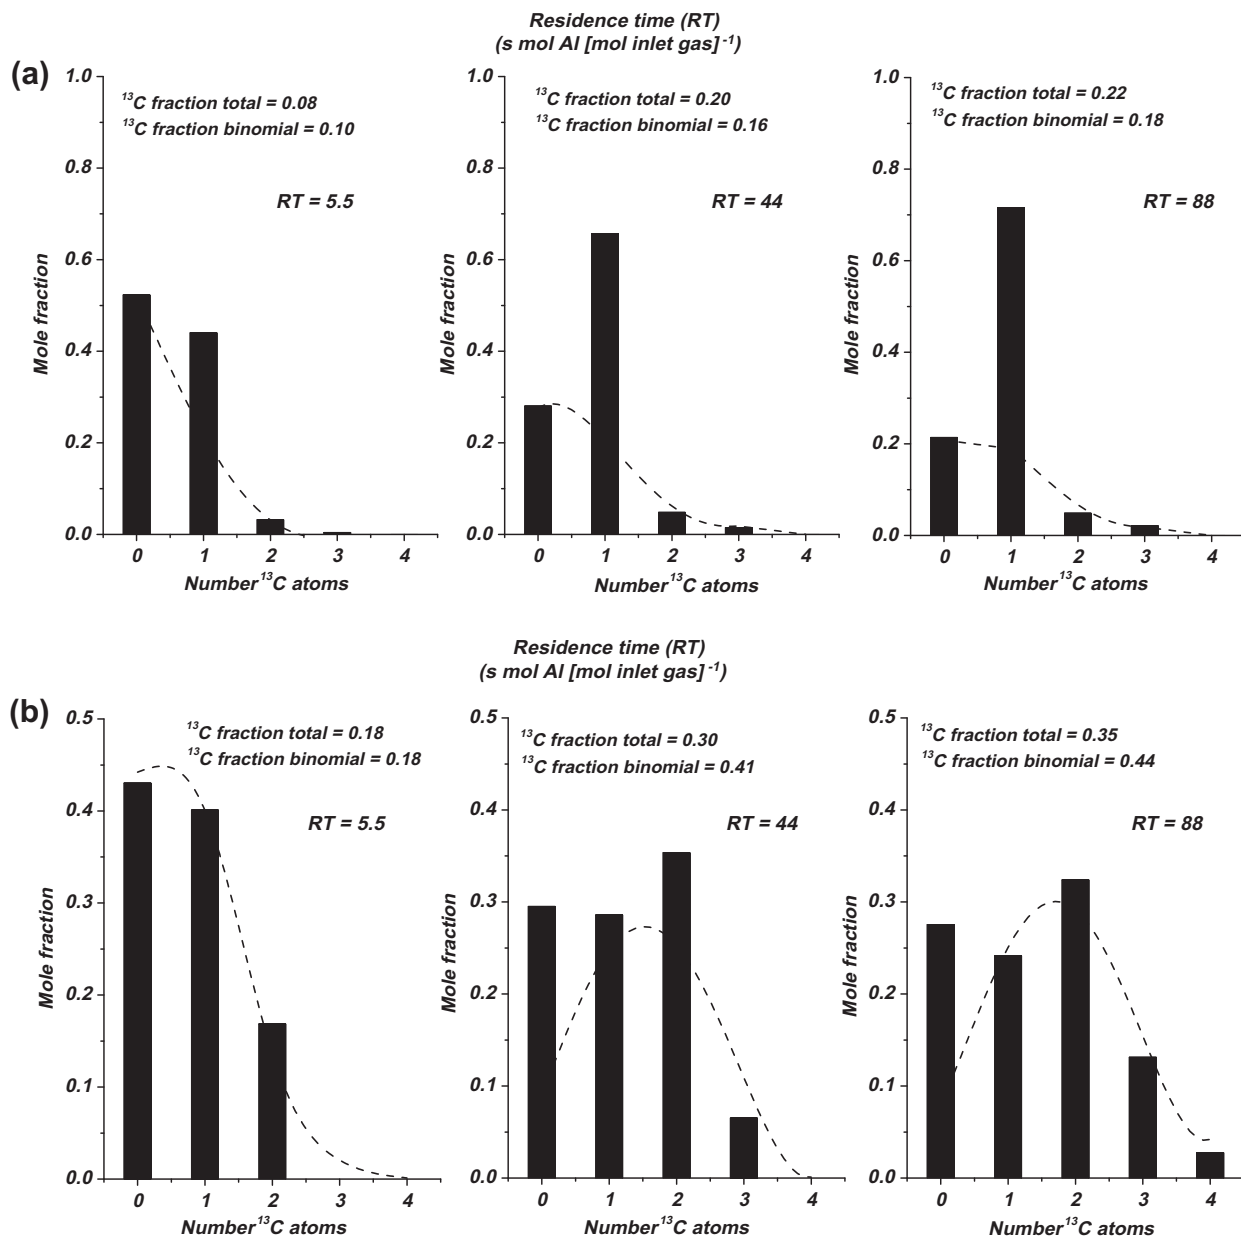 Residence time (RT)
(s mol Al [mol inlet gas]⁻¹)
(a)
1.0
0.8
0.6
0.4
0.2
0.0
Mole fraction
¹³C fraction total = 0.08
¹³C fraction binomial = 0.10
RT = 5.5
0 1 2 3 4
Number ¹³C atoms
1.0
0.8
0.6
0.4
0.2
0.0
Mole fraction
¹³C fraction total = 0.20
¹³C fraction binomial = 0.16
RT = 44
0 1 2 3 4
Number ¹³C atoms
1.0
0.8
0.6
0.4
0.2
0.0
Mole fraction
¹³C fraction total = 0.22
¹³C fraction binomial = 0.18
RT = 88
0 1 2 3 4
Number ¹³C atoms
Residence time (RT)
(s mol Al [mol inlet gas]⁻¹)
(b)
0.5
0.4
0.3
0.2
0.1
0.0
Mole fraction
¹³C fraction total = 0.18
¹³C fraction binomial = 0.18
RT = 5.5
0 1 2 3 4
Number ¹³C atoms
0.5
0.4
0.3
0.2
0.1
0.0
Mole fraction
¹³C fraction total = 0.30
¹³C fraction binomial = 0.41
RT = 44
0 1 2 3 4
Number ¹³C atoms
0.5
0.4
0.3
0.2
0.1
0.0
Mole fraction
¹³C fraction total = 0.35
¹³C fraction binomial = 0.44
RT = 88
0 1 2 3 4
Number ¹³C atoms